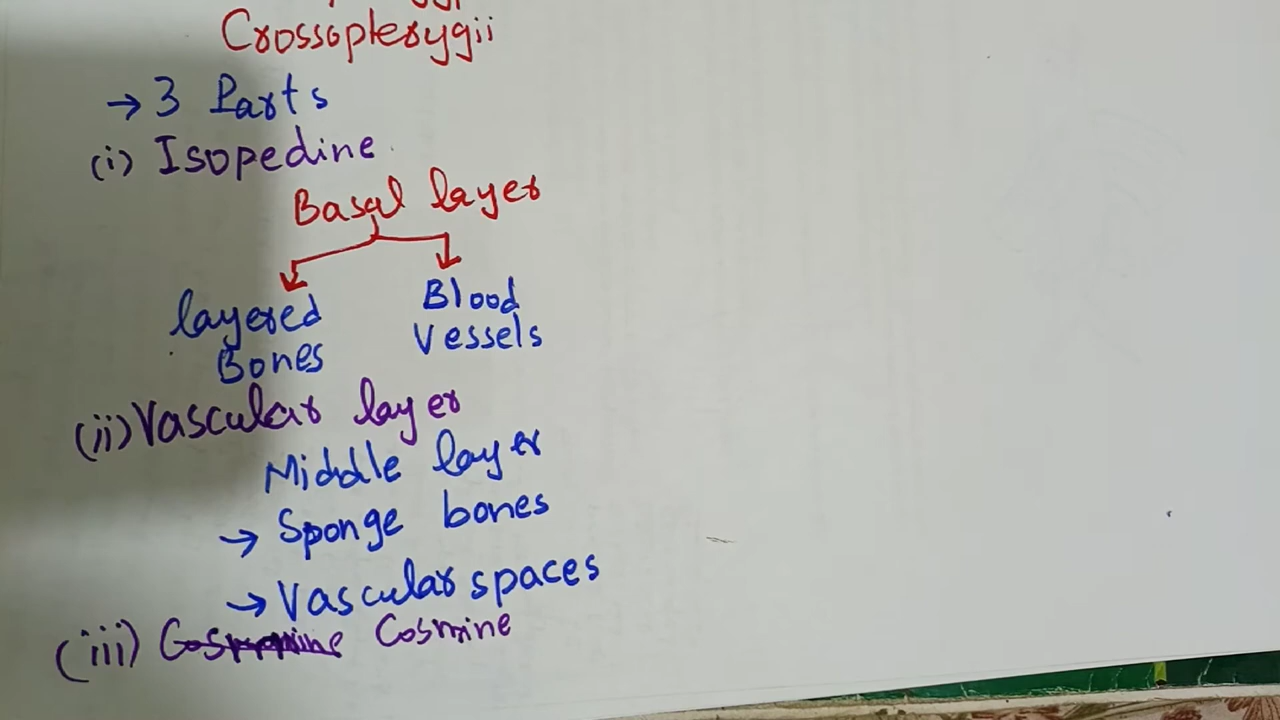 Crossopterygii
→ 3 Parts
(i) Isopedine
Basal layer
layered Bones
Blood Vessels
(ii) Vascular layer
Middle layer
→ Sponge bones
→ Vascular spaces
(iii) Cosmine